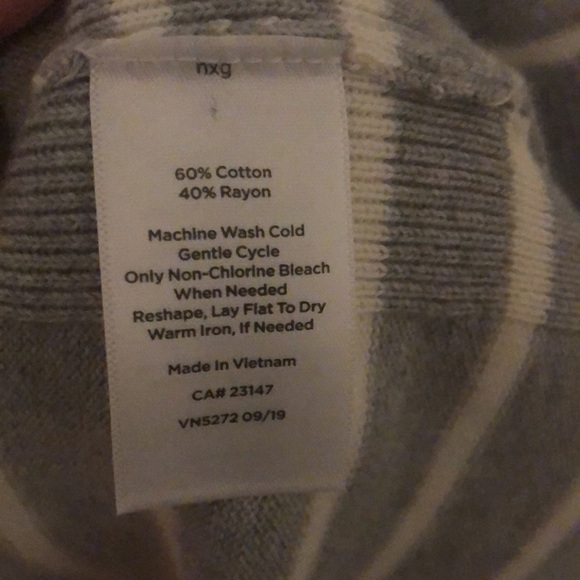 nxg
60% Cotton
40% Rayon
Machine Wash Cold
Gentle Cycle
Only Non-Chlorine Bleach
When Needed
Reshape, Lay Flat To Dry
Warm Iron, If Needed
Made In Vietnam
CA# 23147
VN5272 09/19